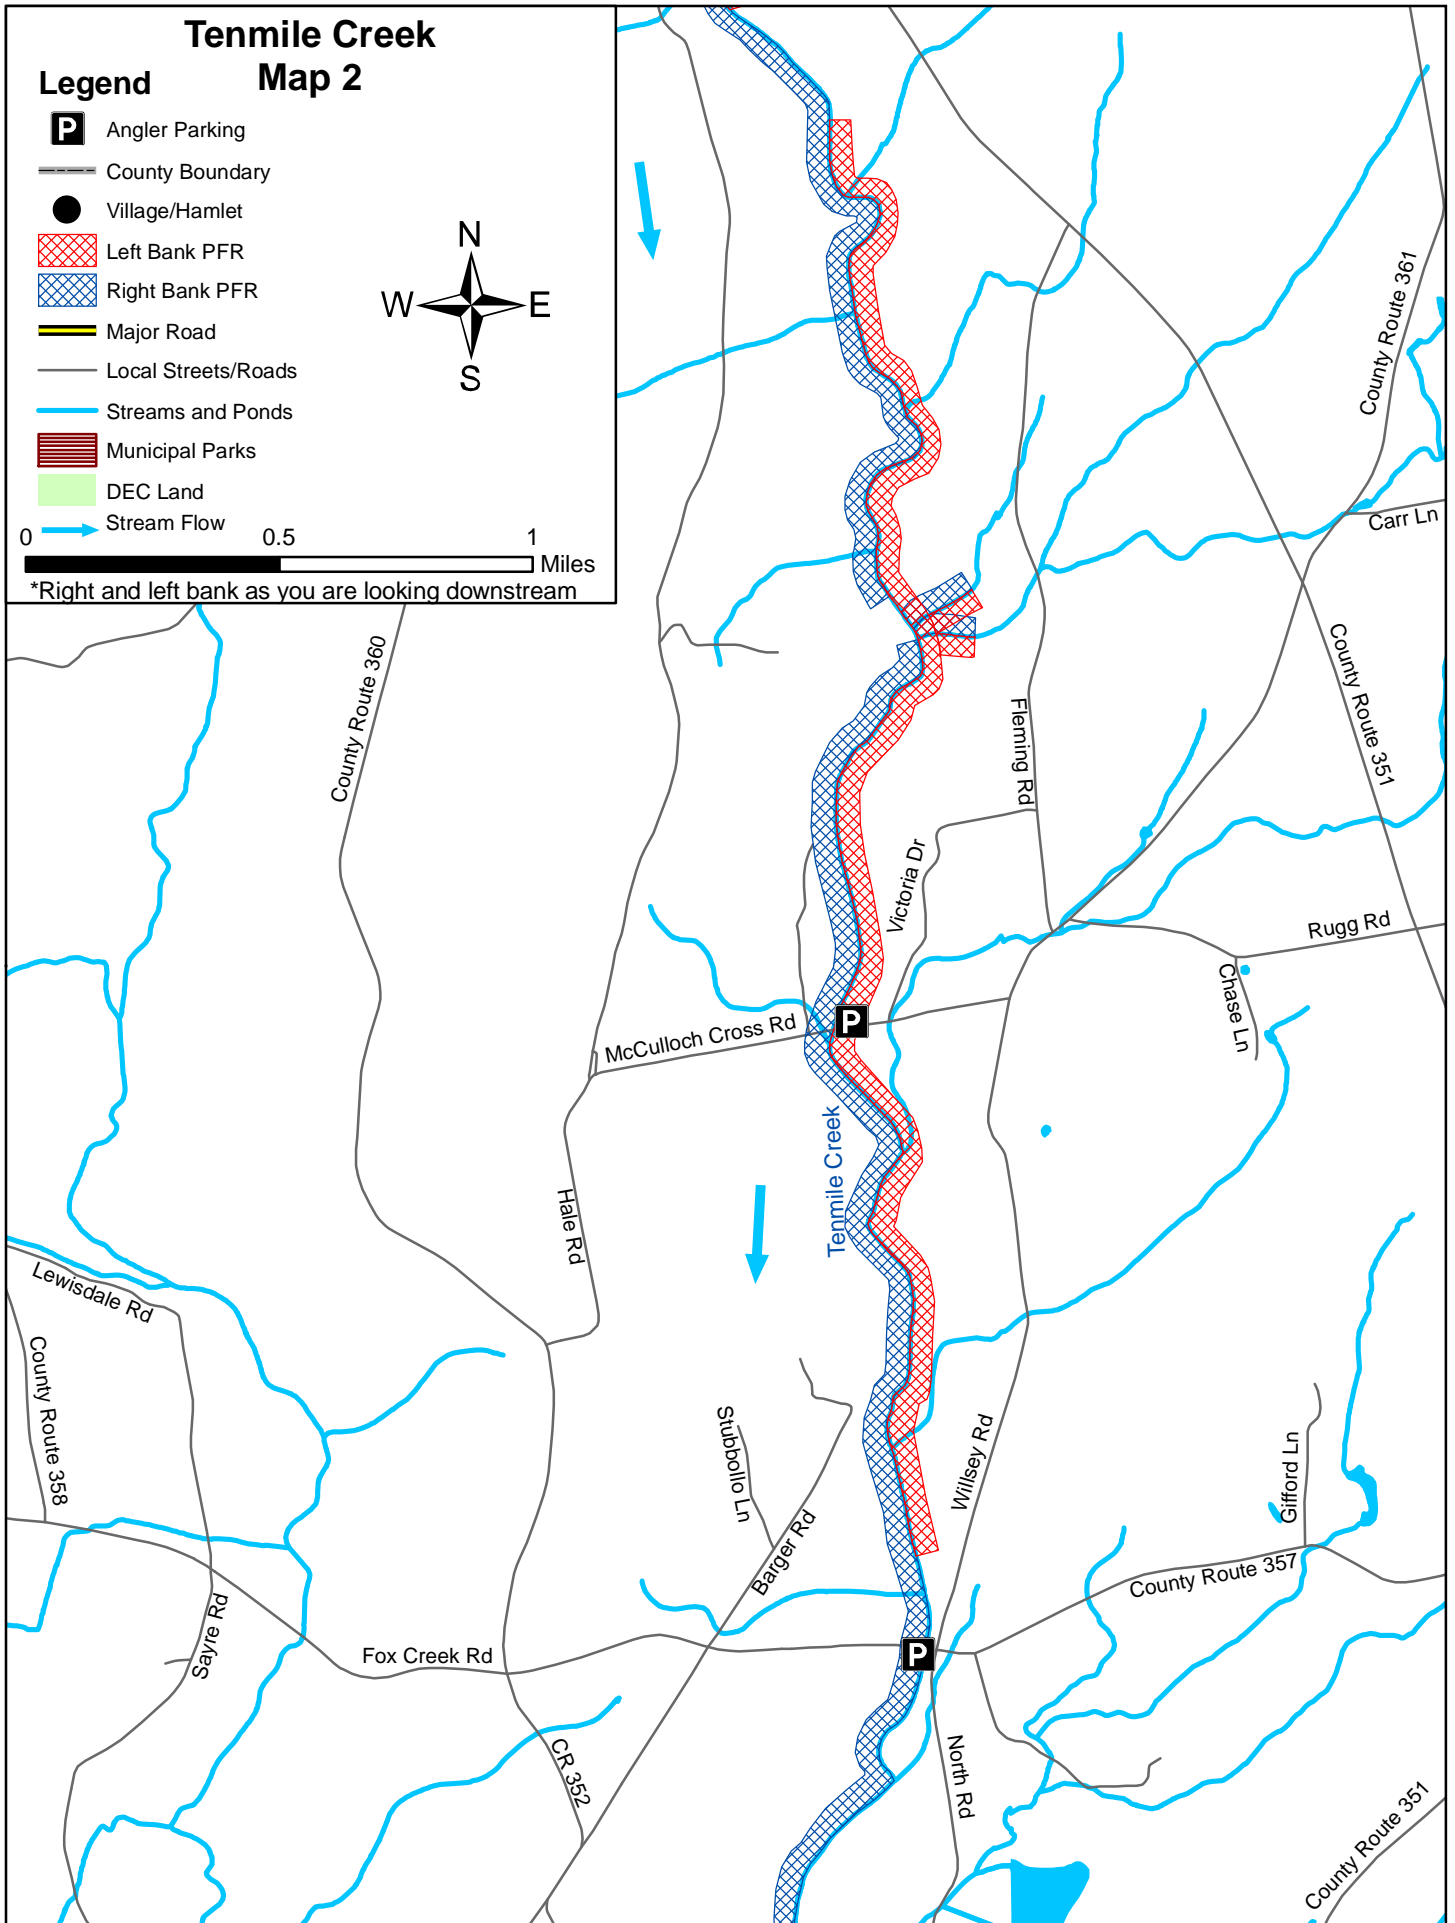 Tenmile Creek
Map 2
Legend
P
Angler Parking
County Boundary
Village/Hamlet
Left Bank PFR
Right Bank PFR
Major Road
Local Streets/Roads
Streams and Ponds
Municipal Parks
DEC Land
Stream Flow
N
W
E
S
0
0.5
1
Miles
*Right and left bank as you are looking downstream
County Route 361
Carr Ln
County Route 360
County Route 351
Fleming Rd
Victoria Dr
Rugg Rd
Chase Ln
P
McCulloch Cross Rd
Tenmile Creek
Hale Rd
Lewisdale Rd
County Route 358
Stubbollo Ln
Willsey Rd
Gifford Ln
Barger Rd
County Route 357
Sayre Rd
Fox Creek Rd
P
CR 352
North Rd
County Route 351